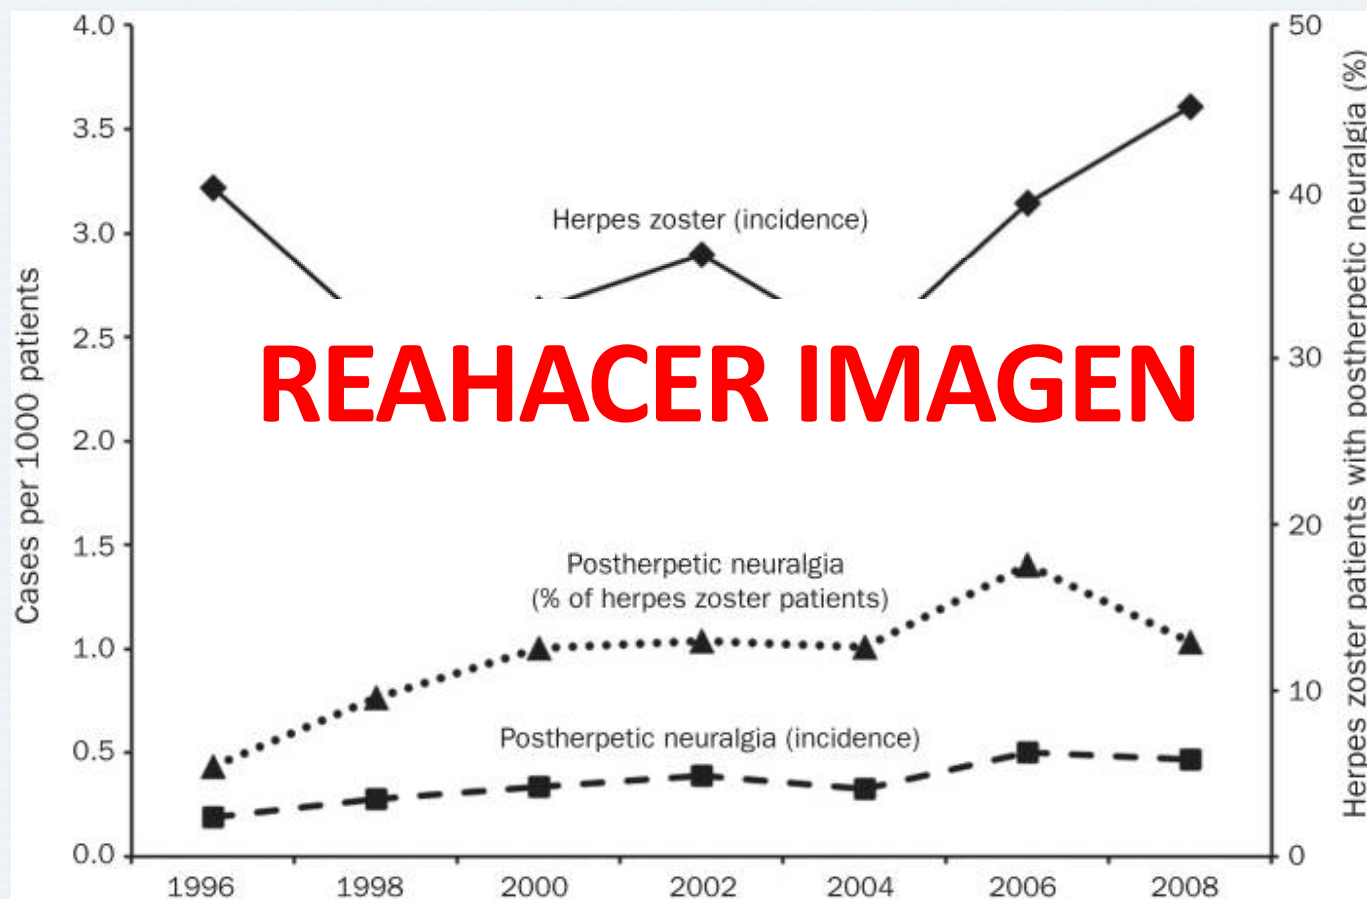 4.0
3.5
3.0
2.5
2.0
1.5
1.0
0.5
0.0
Cases per 1000 patients
50
40
30
20
10
0
Herpes zoster patients with postherpetic neuralgia (%)
Herpes zoster (incidence)
REAHACER IMAGEN
Postherpetic neuralgia
(% of herpes zoster patients)
Postherpetic neuralgia (incidence)
1996 1998 2000 2002 2004 2006 2008